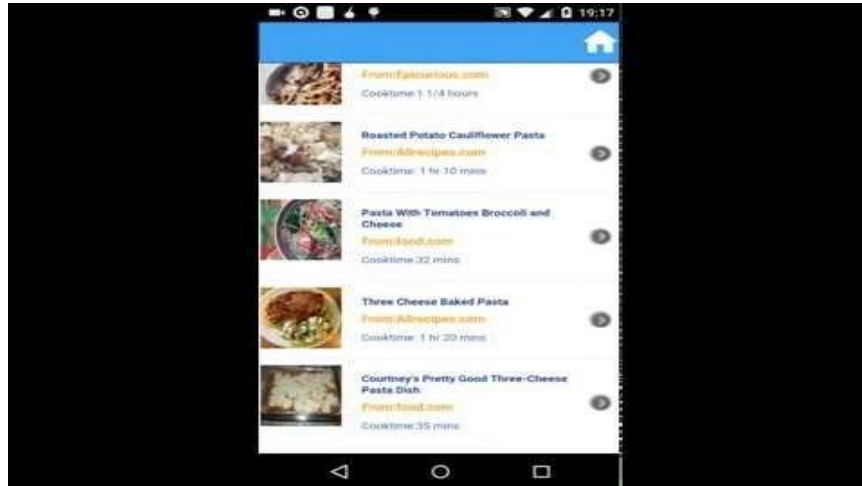 19:17
From:Epicurious.com
Cooktime:1 1/4 hours
Roasted Potato Cauliflower Pasta
From:Allrecipes.com
Cooktime: 1 hr 10 mins
Pasta With Tomatoes Broccoli and
Cheese
From:food.com
Cooktime:32 mins
Three Cheese Baked Pasta
From:Allrecipes.com
Cooktime: 1 hr 20 mins
Courtney's Pretty Good Three-Cheese
Pasta Dish
From:food.com
Cooktime:35 mins